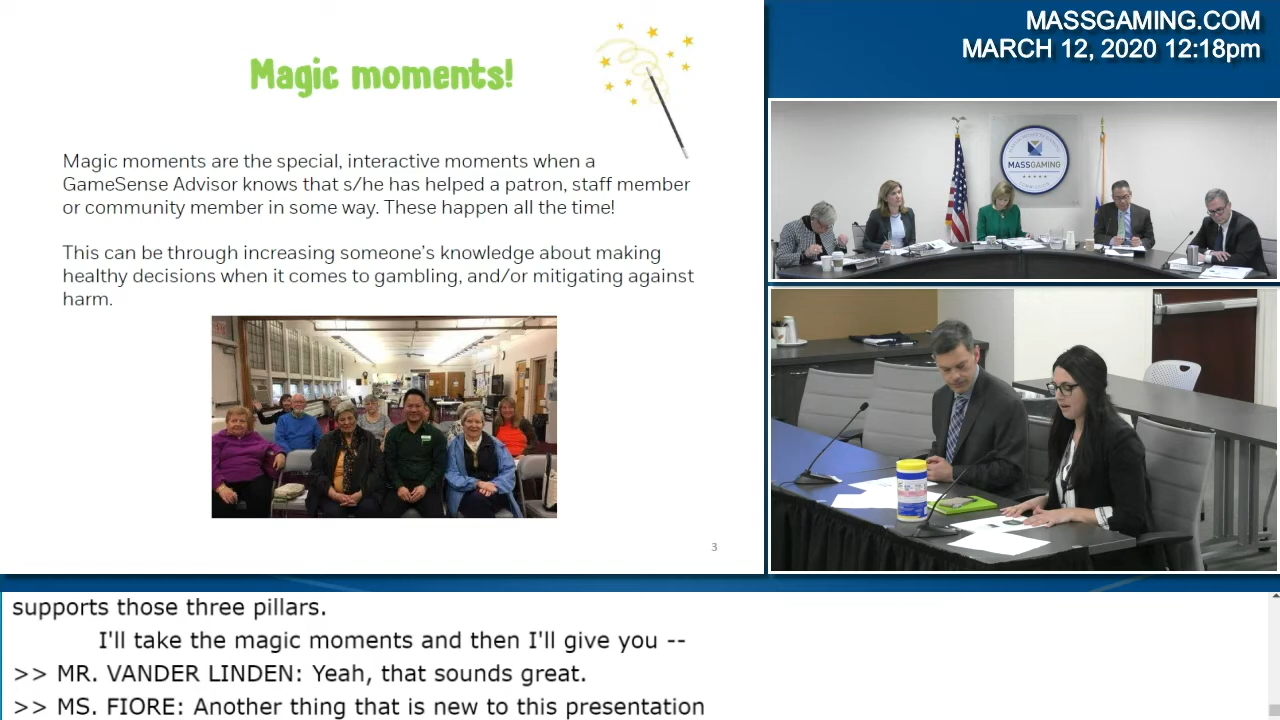 MASSGAMING.COM
MARCH 12, 2020 12:18pm
Magic moments!
Magic moments are the special, interactive moments when a
GameSense Advisor knows that s/he has helped a patron, staff member
or community member in some way. These happen all the time!
This can be through increasing someone's knowledge about making
healthy decisions when it comes to gambling, and/or mitigating against
harm.
3
MASSGAMING
supports those three pillars.
I'll take the magic moments and then I'll give you --
>> MR. VANDER LINDEN: Yeah, that sounds great.
>> MS. FIORE: Another thing that is new to this presentation